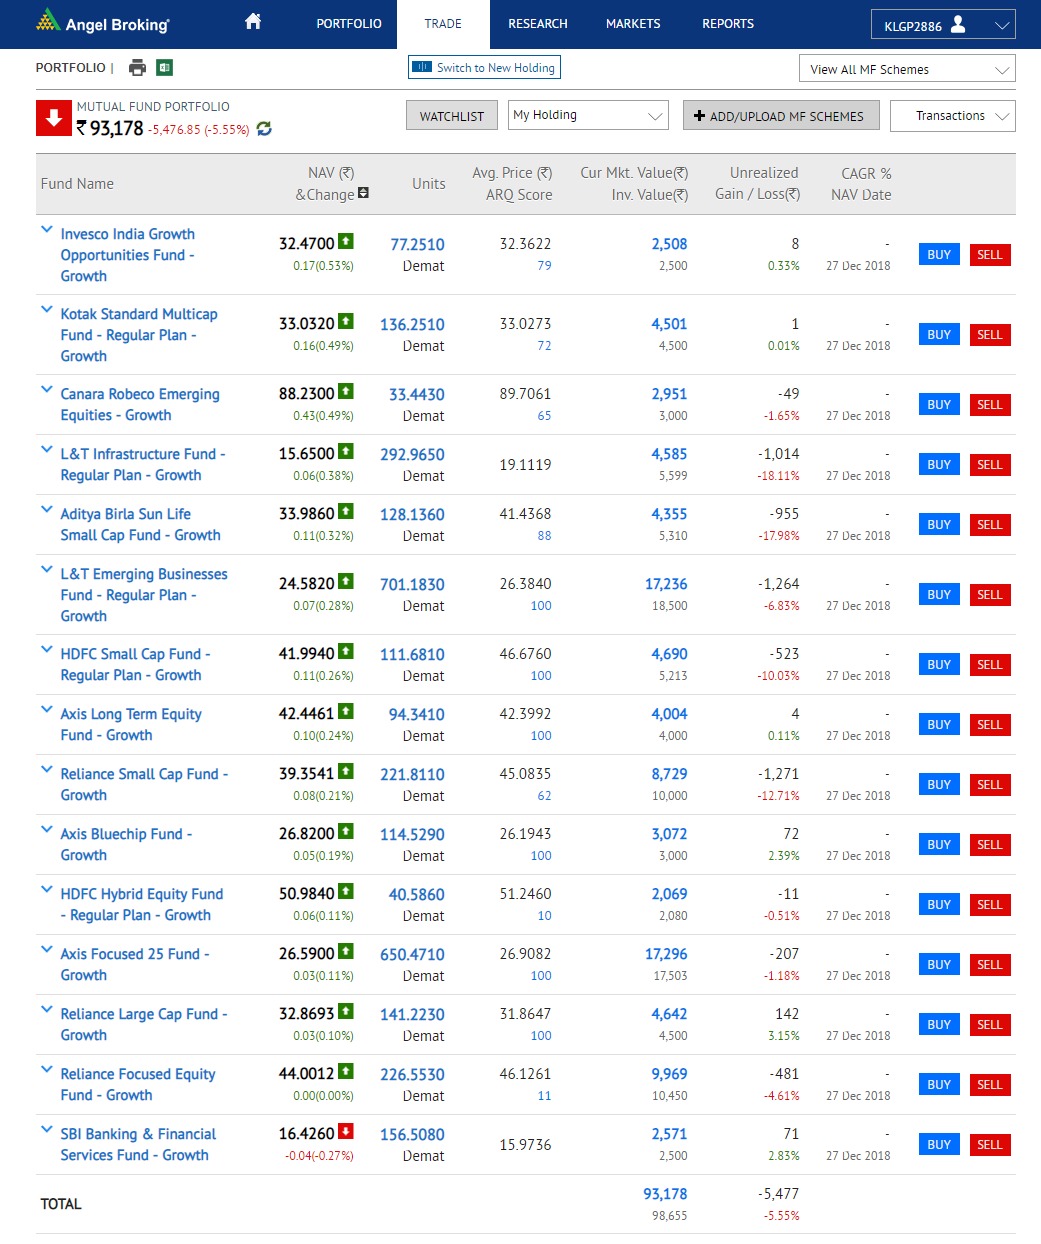 Angel Broking
PORTFOLIO TRADE RESEARCH MARKETS REPORTS KLGP2886
PORTFOLIO | Switch to New Holding View All MF Schemes
MUTUAL FUND PORTFOLIO
₹ 93,178 -5,476.85 (-5.55%) WATCHLIST My Holding + ADD/UPLOAD MF SCHEMES Transactions
Fund Name NAV (₹) &Change Units Avg. Price (₹) ARQ Score Cur Mkt. Value(₹) Inv. Value(₹) Unrealized Gain / Loss(₹) CAGR % NAV Date
Invesco India Growth
Opportunities Fund -
Growth
32.4700 77.2510 32.3622 2,508 8 -
0.17(0.53%) Demat 79 2,500 0.33% 27 Dec 2018 BUY SELL
Kotak Standard Multicap
Fund - Regular Plan -
Growth
33.0320 136.2510 33.0273 4,501 1 -
0.16(0.49%) Demat 72 4,500 0.01% 27 Dec 2018 BUY SELL
Canara Robeco Emerging
Equities - Growth
88.2300 33.4430 89.7061 2,951 -49 -
0.43(0.49%) Demat 65 3,000 -1.65% 27 Dec 2018 BUY SELL
L&T Infrastructure Fund -
Regular Plan - Growth
15.6500 292.9650 19.1119 4,585 -1,014 -
0.06(0.38%) Demat 5,599 -18.11% 27 Dec 2018 BUY SELL
Aditya Birla Sun Life
Small Cap Fund - Growth
33.9860 128.1360 41.4368 4,355 -955 -
0.11(0.32%) Demat 88 5,310 -17.98% 27 Dec 2018 BUY SELL
L&T Emerging Businesses
Fund - Regular Plan -
Growth
24.5820 701.1830 26.3840 17,236 -1,264 -
0.07(0.28%) Demat 100 18,500 -6.83% 27 Dec 2018 BUY SELL
HDFC Small Cap Fund -
Regular Plan - Growth
41.9940 111.6810 46.6760 4,690 -523 -
0.11(0.26%) Demat 100 5,213 -10.03% 27 Dec 2018 BUY SELL
Axis Long Term Equity
Fund - Growth
42.4461 94.3410 42.3992 4,004 4 -
0.10(0.24%) Demat 100 4,000 0.11% 27 Dec 2018 BUY SELL
Reliance Small Cap Fund -
Growth
39.3541 221.8110 45.0835 8,729 -1,271 -
0.08(0.21%) Demat 62 10,000 -12.71% 27 Dec 2018 BUY SELL
Axis Bluechip Fund -
Growth
26.8200 114.5290 26.1943 3,072 72 -
0.05(0.19%) Demat 100 3,000 2.39% 27 Dec 2018 BUY SELL
HDFC Hybrid Equity Fund
- Regular Plan - Growth
50.9840 40.5860 51.2460 2,069 -11 -
0.06(0.11%) Demat 10 2,080 -0.51% 27 Dec 2018 BUY SELL
Axis Focused 25 Fund -
Growth
26.5900 650.4710 26.9082 17,296 -207 -
0.03(0.11%) Demat 100 17,503 -1.18% 27 Dec 2018 BUY SELL
Reliance Large Cap Fund -
Growth
32.8693 141.2230 31.8647 4,642 142 -
0.03(0.10%) Demat 100 4,500 3.15% 27 Dec 2018 BUY SELL
Reliance Focused Equity
Fund - Growth
44.0012 226.5530 46.1261 9,969 -481 -
0.00(0.00%) Demat 11 10,450 -4.61% 27 Dec 2018 BUY SELL
SBI Banking & Financial
Services Fund - Growth
16.4260 156.5080 15.9736 2,571 71 -
-0.04(-0.27%) Demat 2,500 2.83% 27 Dec 2018 BUY SELL
TOTAL 93,178 -5,477
98,655 -5.55%